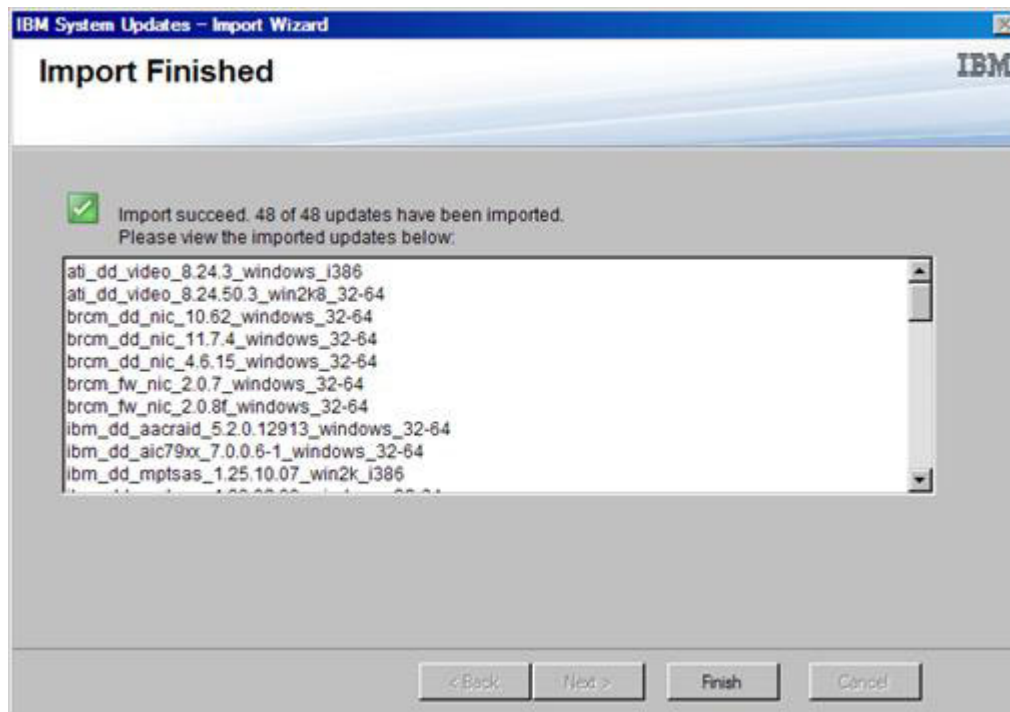 IBM System Updates – Import Wizard
Import Finished
IBM
Import succeed. 48 of 48 updates have been imported.
Please view the imported updates below:
ati_dd_video_8.24.3_windows_i386
ati_dd_video_8.24.50.3_win2k8_32-64
brcm_dd_nic_10.62_windows_32-64
brcm_dd_nic_11.7.4_windows_32-64
brcm_dd_nic_4.6.15_windows_32-64
brcm_fw_nic_2.0.7_windows_32-64
brcm_fw_nic_2.0.8f_windows_32-64
ibm_dd_aacraid_5.2.0.12913_windows_32-64
ibm_dd_aic79xx_7.0.0.6-1_windows_32-64
ibm_dd_mptsas_1.25.10.07_win2k_i386
< Back Next > Finish Cancel